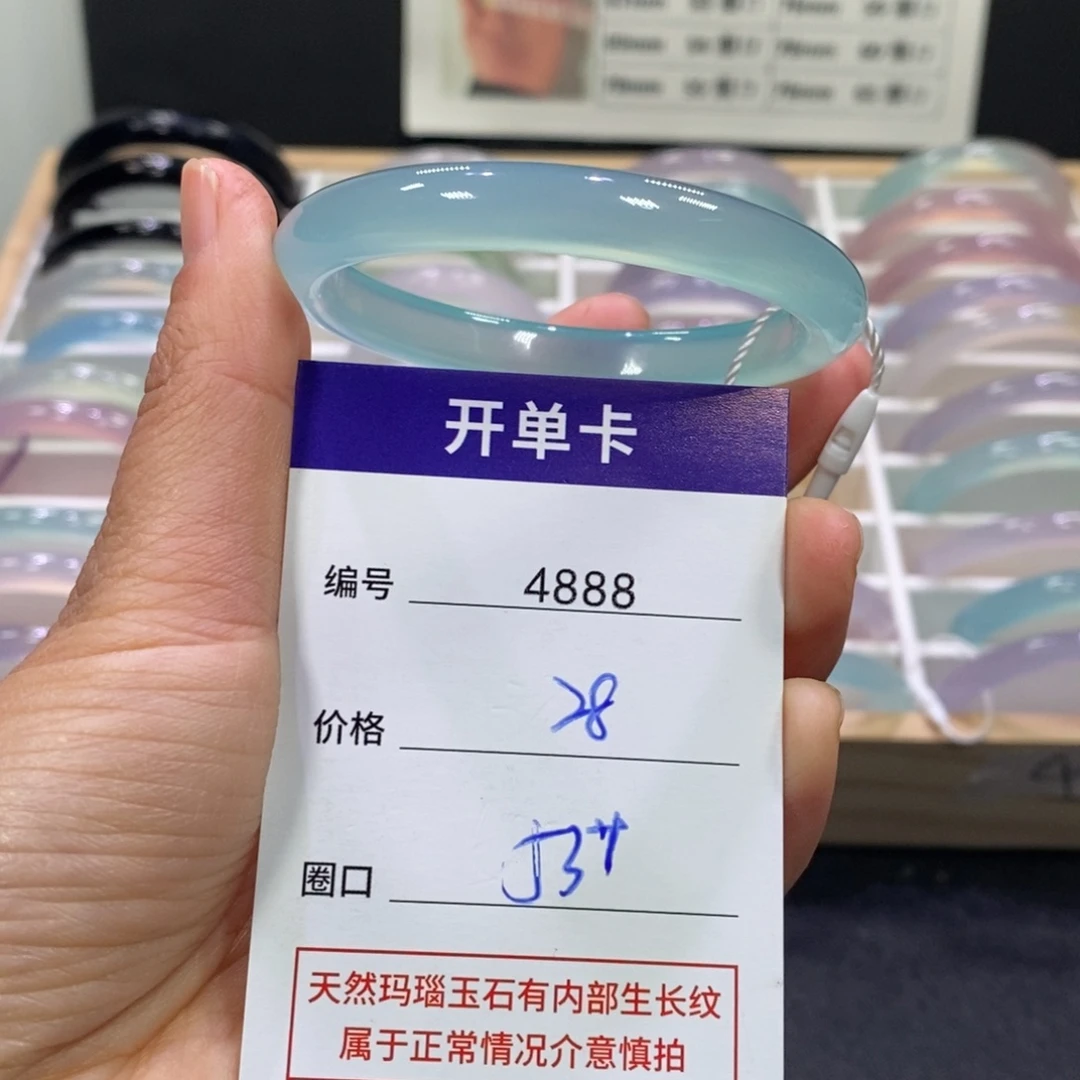 开单卡
编号 4888
价格 28
圈口 53#
天然玛瑙玉石有内部生长纹
属于正常情况介意慎拍